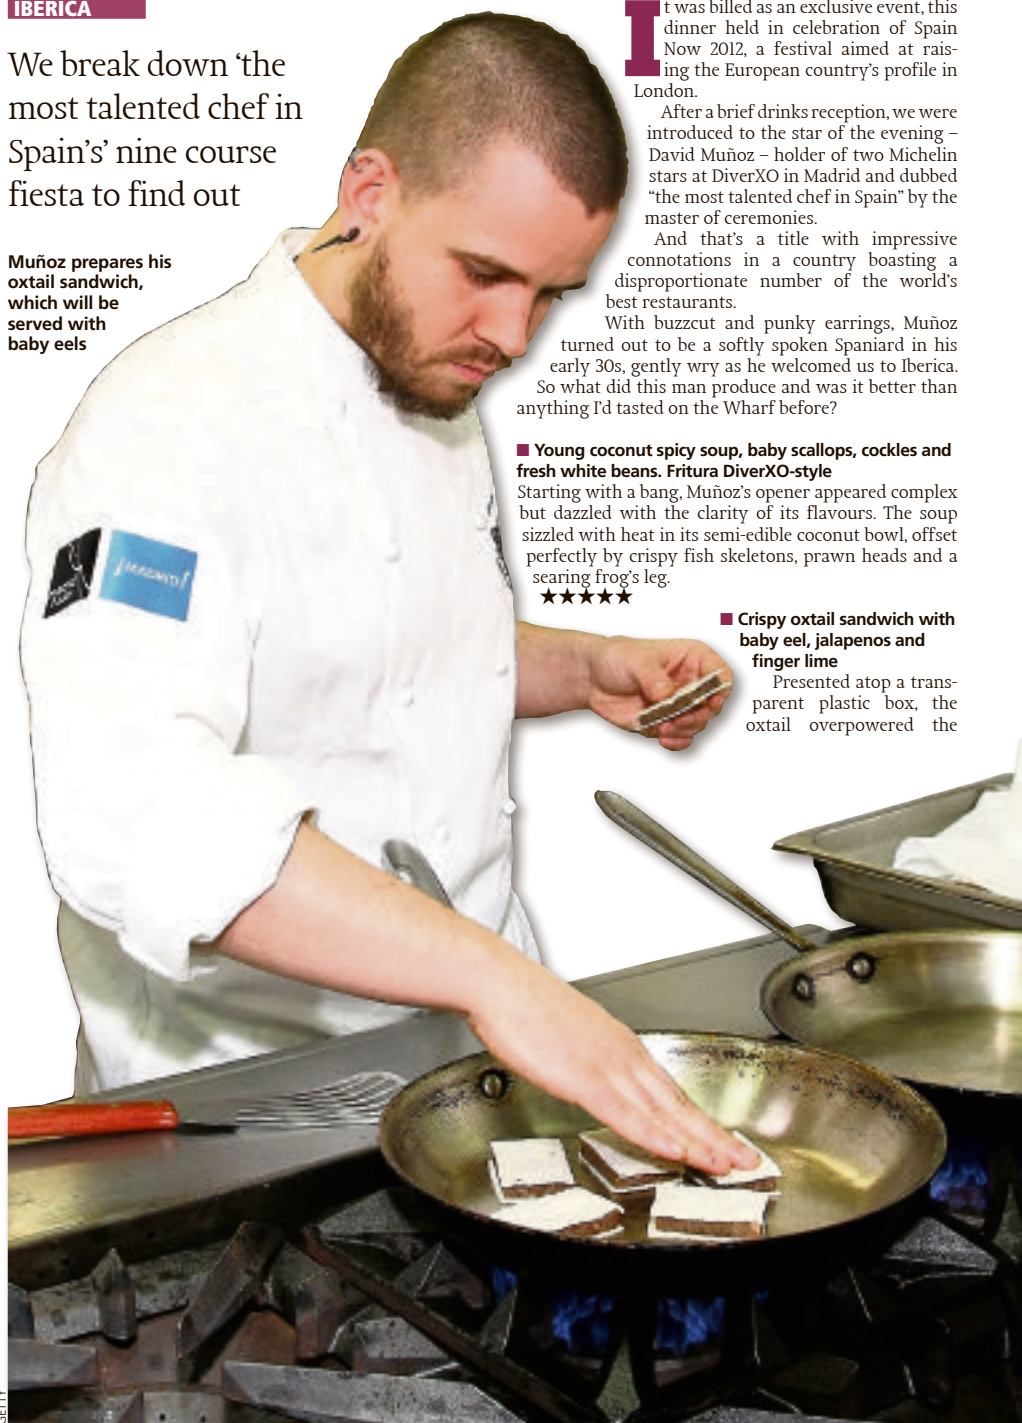 IBERICA
We break down ‘the
most talented chef in
Spain’s’ nine course
fiesta to find out
Muñoz prepares his
oxtail sandwich,
which will be
served with
baby eels
It was billed as an exclusive event, this
dinner held in celebration of Spain
Now 2012, a festival aimed at rais-
ing the European country’s profile in
London.
After a brief drinks reception, we were
introduced to the star of the evening –
David Muñoz – holder of two Michelin
stars at DiverXO in Madrid and dubbed
“the most talented chef in Spain” by the
master of ceremonies.
And that’s a title with impressive
connotations in a country boasting a
disproportionate number of the world’s
best restaurants.
With buzzcut and punky earrings, Muñoz
turned out to be a softly spoken Spaniard in his
early 30s, gently wry as he welcomed us to Iberica.
So what did this man produce and was it better than
anything I’d tasted on the Wharf before?
■ Young coconut spicy soup, baby scallops, cockles and
fresh white beans. Fritura DiverXO-style
Starting with a bang, Muñoz’s opener appeared complex
but dazzled with the clarity of its flavours. The soup
sizzled with heat in its semi-edible coconut bowl, offset
perfectly by crispy fish skeletons, prawn heads and a
searing frog’s leg.
★★★★★
■ Crispy oxtail sandwich with
baby eel, jalapenos and
finger lime
Presented atop a trans-
parent plastic box, the
oxtail overpowered the
¡MADRID!
GETTY